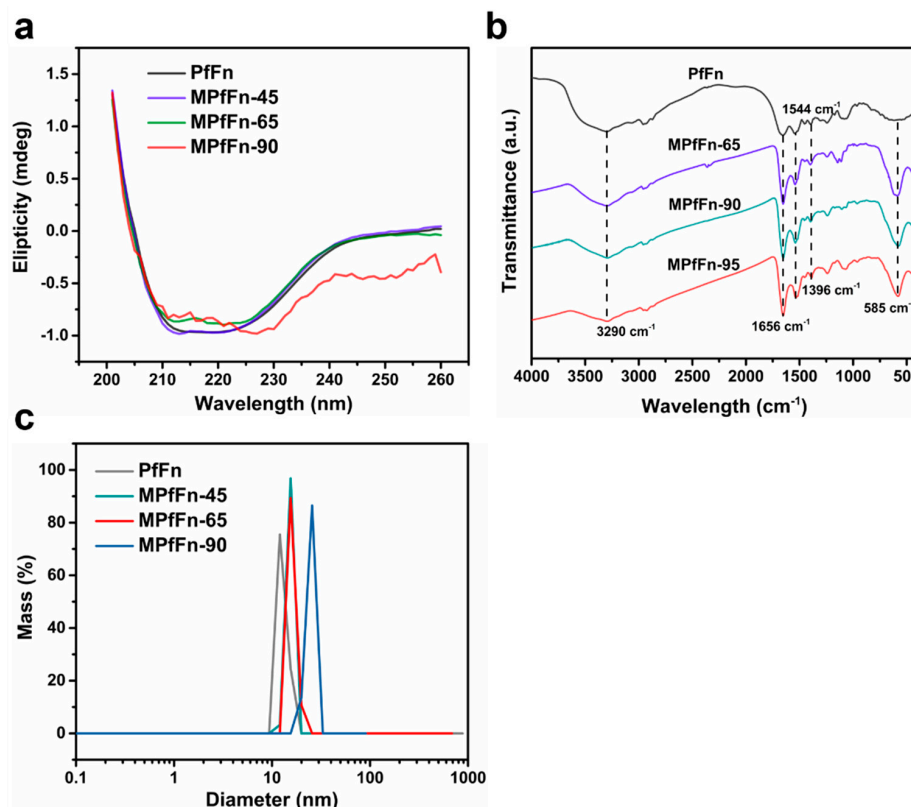 a
Elipticity (mdeg)
1.5
1.0
0.5
0.0
-0.5
-1.0
PfFn
MPfFn-45
MPfFn-65
MPfFn-90
200 210 220 230 240 250 260
Wavelength (nm)
b
Transmittance (a.u.)
PfFn
1544 cm-1
MPfFn-65
MPfFn-90
MPfFn-95
3290 cm-1
1656 cm-1
1396 cm-1
585 cm-
4000 3500 3000 2500 2000 1500 1000 500
Wavelength (cm-1)
c
Mass (%)
100
80
60
40
20
0
PfFn
MPfFn-45
MPfFn-65
MPfFn-90
0.1 1 10 100 1000
Diameter (nm)